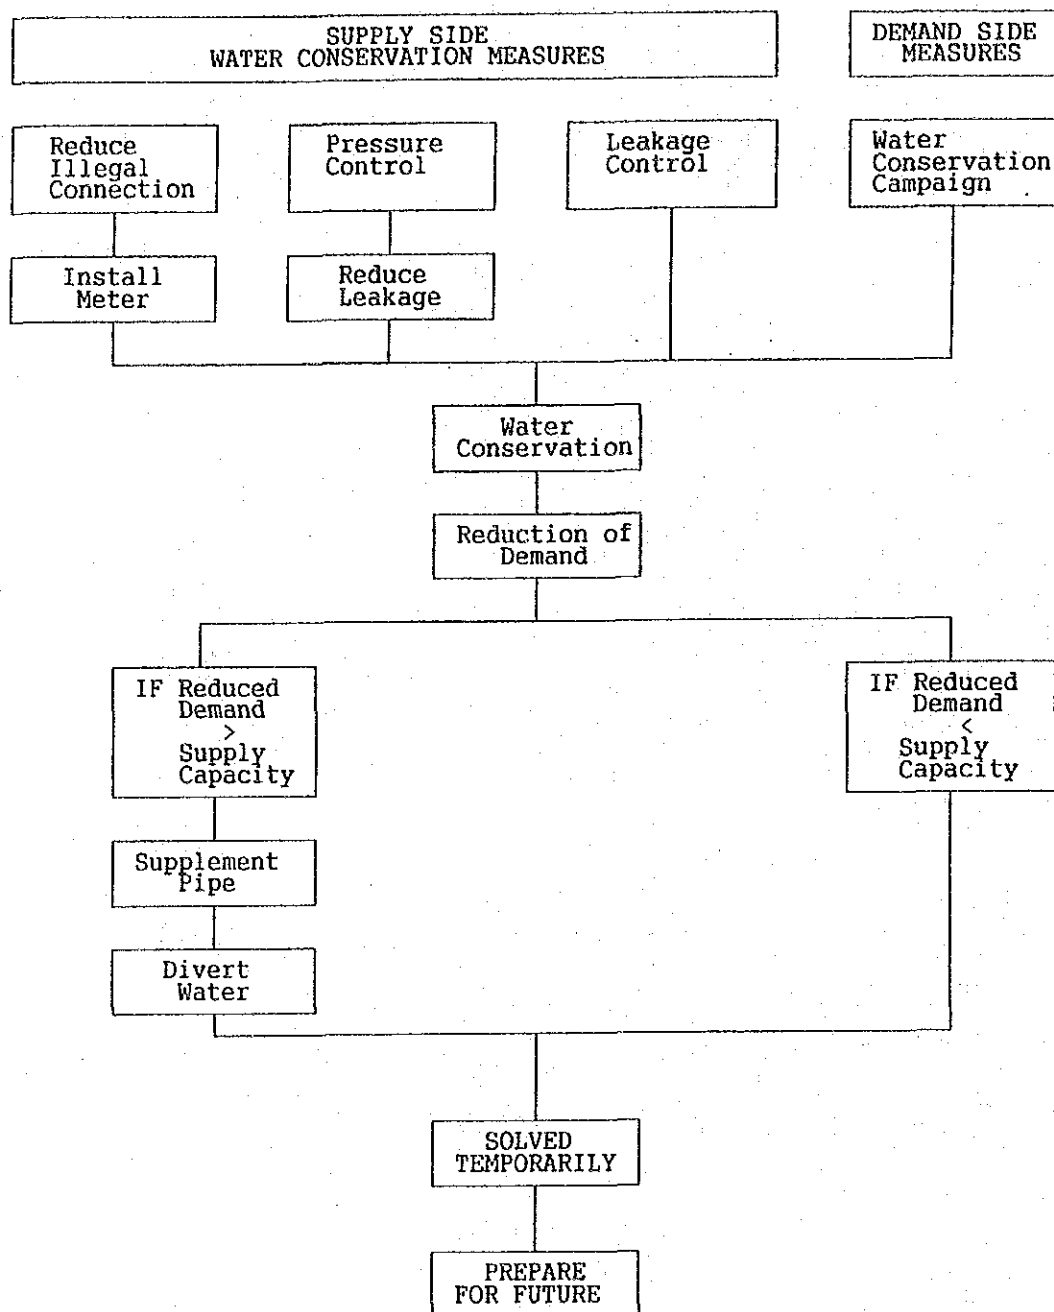 SUPPLY SIDE
WATER CONSERVATION MEASURES
DEMAND SIDE
MEASURES
Reduce
Illegal
Connection
Pressure
Control
Leakage
Control
Water
Conservation
Campaign
Install
Meter
Reduce
Leakage
Water
Conservation
Reduction of
Demand
IF Reduced
Demand
>
Supply
Capacity
IF Reduced
Demand
<
Supply
Capacity
Supplement
Pipe
Divert
Water
SOLVED
TEMPORARILY
PREPARE
FOR FUTURE